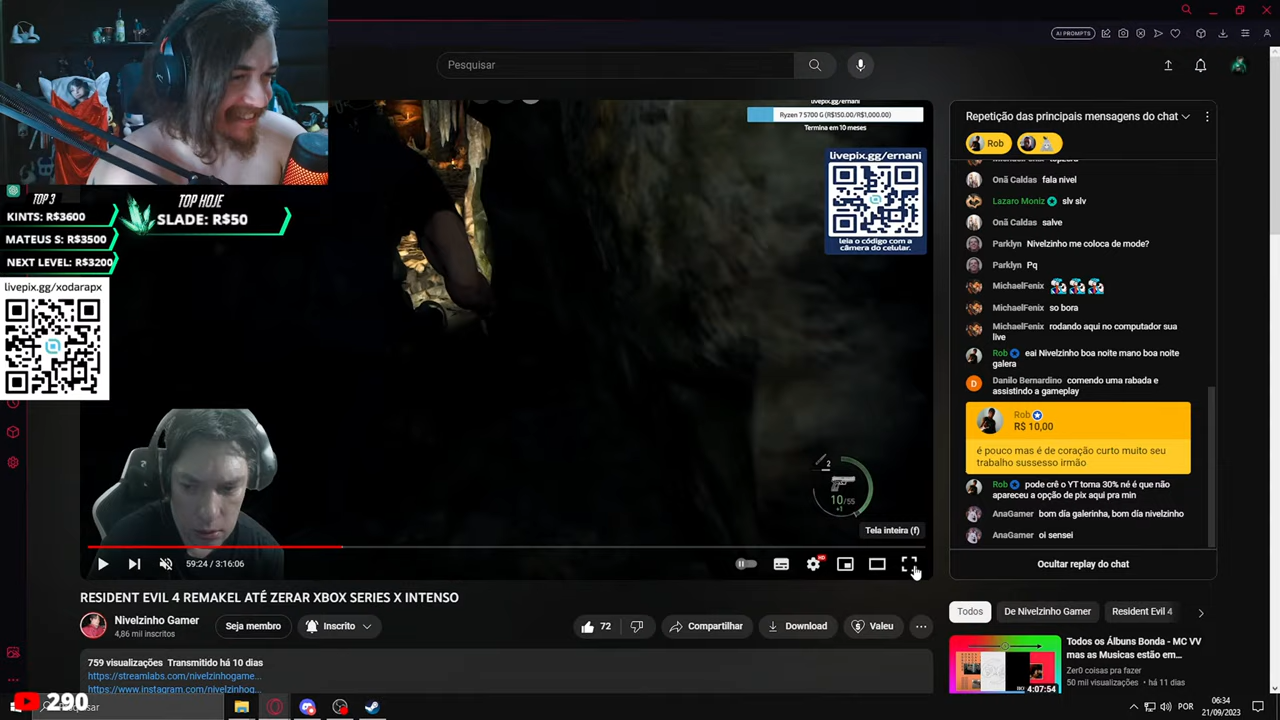 AI PROMPTS
Pesquisar
TOP 3
KINTS: R$3600
MATEUS S: R$3500
NEXT LEVEL: R$3200
TOP HOJE
SLADE: R$50
livepix.gg/xodarapx
livepix.gg/ernani
Ryzen 7 5700 G (R$150.00/R$1,000.00)
Termina em 10 meses
livepix.gg/ernani
leia o código com a
câmera do celular.
2
10/55
+1
Tela inteira (f)
59:24 / 3:16:06
HD
RESIDENT EVIL 4 REMAKEL ATÉ ZERAR XBOX SERIES X INTENSO
Nivelzinho Gamer
4,86 mil inscritos
Seja membro
Inscrito
72
Compartilhar
Download
Valeu
759 visualizações Transmitido há 10 dias
https://streamlabs.com/nivelzinhogame...
https://www.instagram.com/nivelzinhog...
Repetição das principais mensagens do chat
Rob
Onã Caldas fala nivel
Lazaro Moniz slv slv
Onã Caldas salve
Parklyn Nivelzinho me coloca de mode?
Parklyn Pq
MichaelFenix
MichaelFenix so bora
MichaelFenix rodando aqui no computador sua
live
Rob eai Nivelzinho boa noite mano boa noite
galera
D Danilo Bernardino comendo uma rabada e
assistindo a gameplay
Rob
R$ 10,00
é pouco mas é de coração curto muito seu
trabalho sussesso irmão
Rob pode crê o YT toma 30% né é que não
apareceu a opção de pix aqui pra min
AnaGamer bom día galerinha, bom día nivelzinho
AnaGamer oi sensei
Ocultar replay do chat
Todos
De Nivelzinho Gamer
Resident Evil 4
Todos os Álbuns Bonda - MC VV
mas as Musicas estão em...
Zer0 coisas pra fazer
50 mil visualizações • há 11 dias
4:07:54
290
POR
06:34
21/09/2023